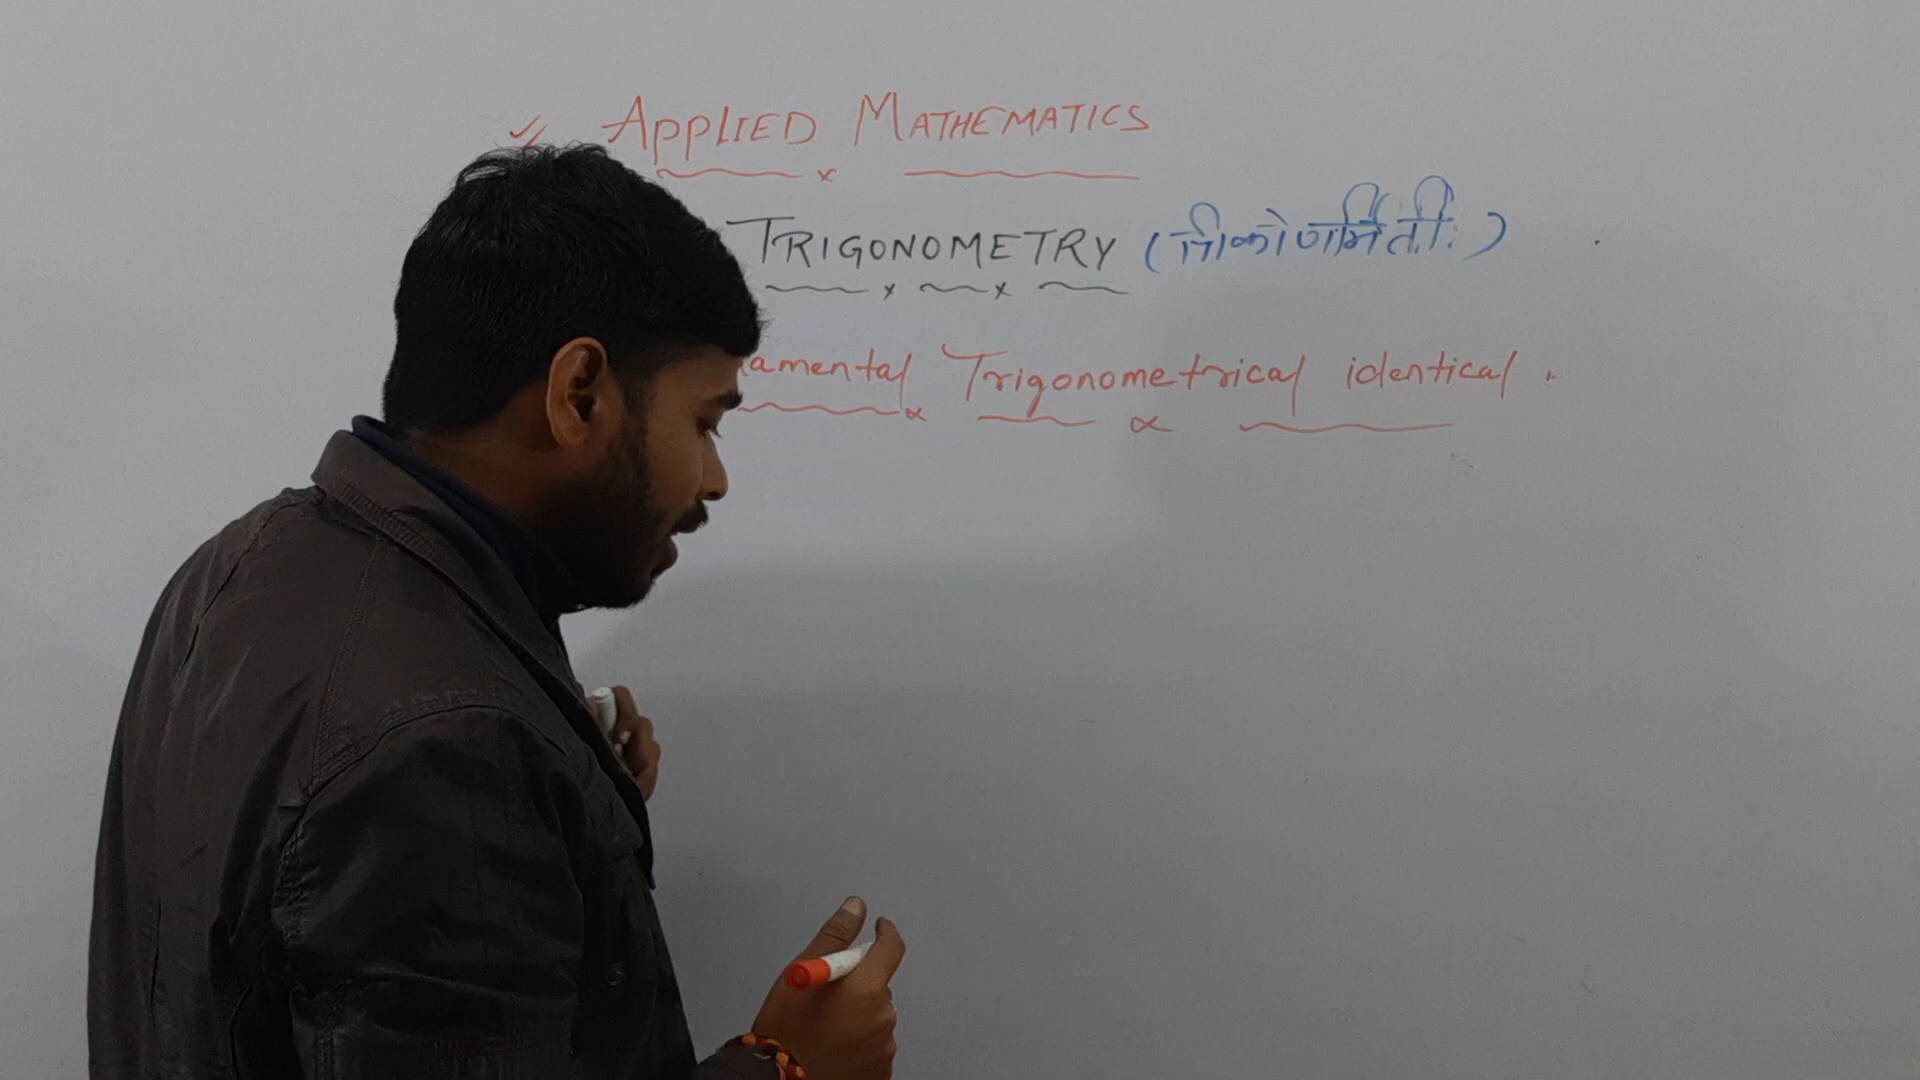 APPLIED MATHEMATICS
TRIGONOMETRY (त्रिकोणमिती)
amental Trigonometrical identical .